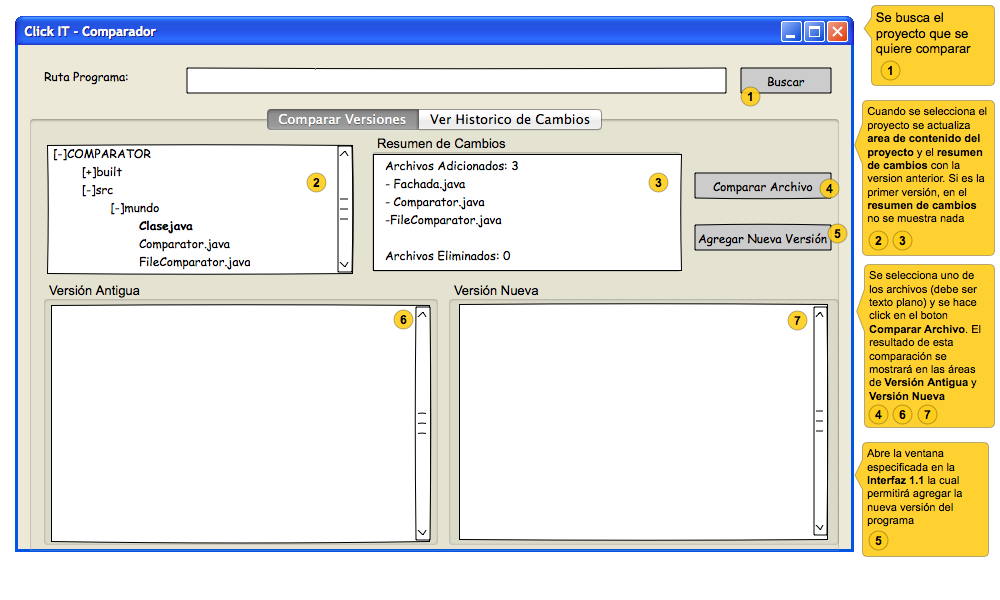 Click IT - Comparador
Ruta Programa:
Buscar
1
Comparar Versiones
Ver Historico de Cambios
[-]COMPARATOR
[+]built
[-]src
[-]mundo
Clasejava
Comparator.java
FileComparator.java
2
Resumen de Cambios
Archivos Adicionados: 3
- Fachada.java
- Comparator.java
-FileComparator.java
Archivos Eliminados: 0
3
Comparar Archivo
4
Agregar Nueva Versión
5
Versión Antigua
6
Versión Nueva
7
Se busca el
proyecto que se
quiere comparar
1
Cuando se selecciona el
proyecto se actualiza
area de contenido del
proyecto y el resumen
de cambios con la
version anterior. Si es la
primer versión, en el
resumen de cambios
no se muestra nada
2 3
Se selecciona uno de
los archivos (debe ser
texto plano) y se hace
click en el boton
Comparar Archivo. El
resultado de esta
comparación se
mostrará en las áreas
de Versión Antigua y
Versión Nueva
4 6 7
Abre la ventana
especificada en la
Interfaz 1.1 la cual
permitirá agregar la
nueva versión del
programa
5